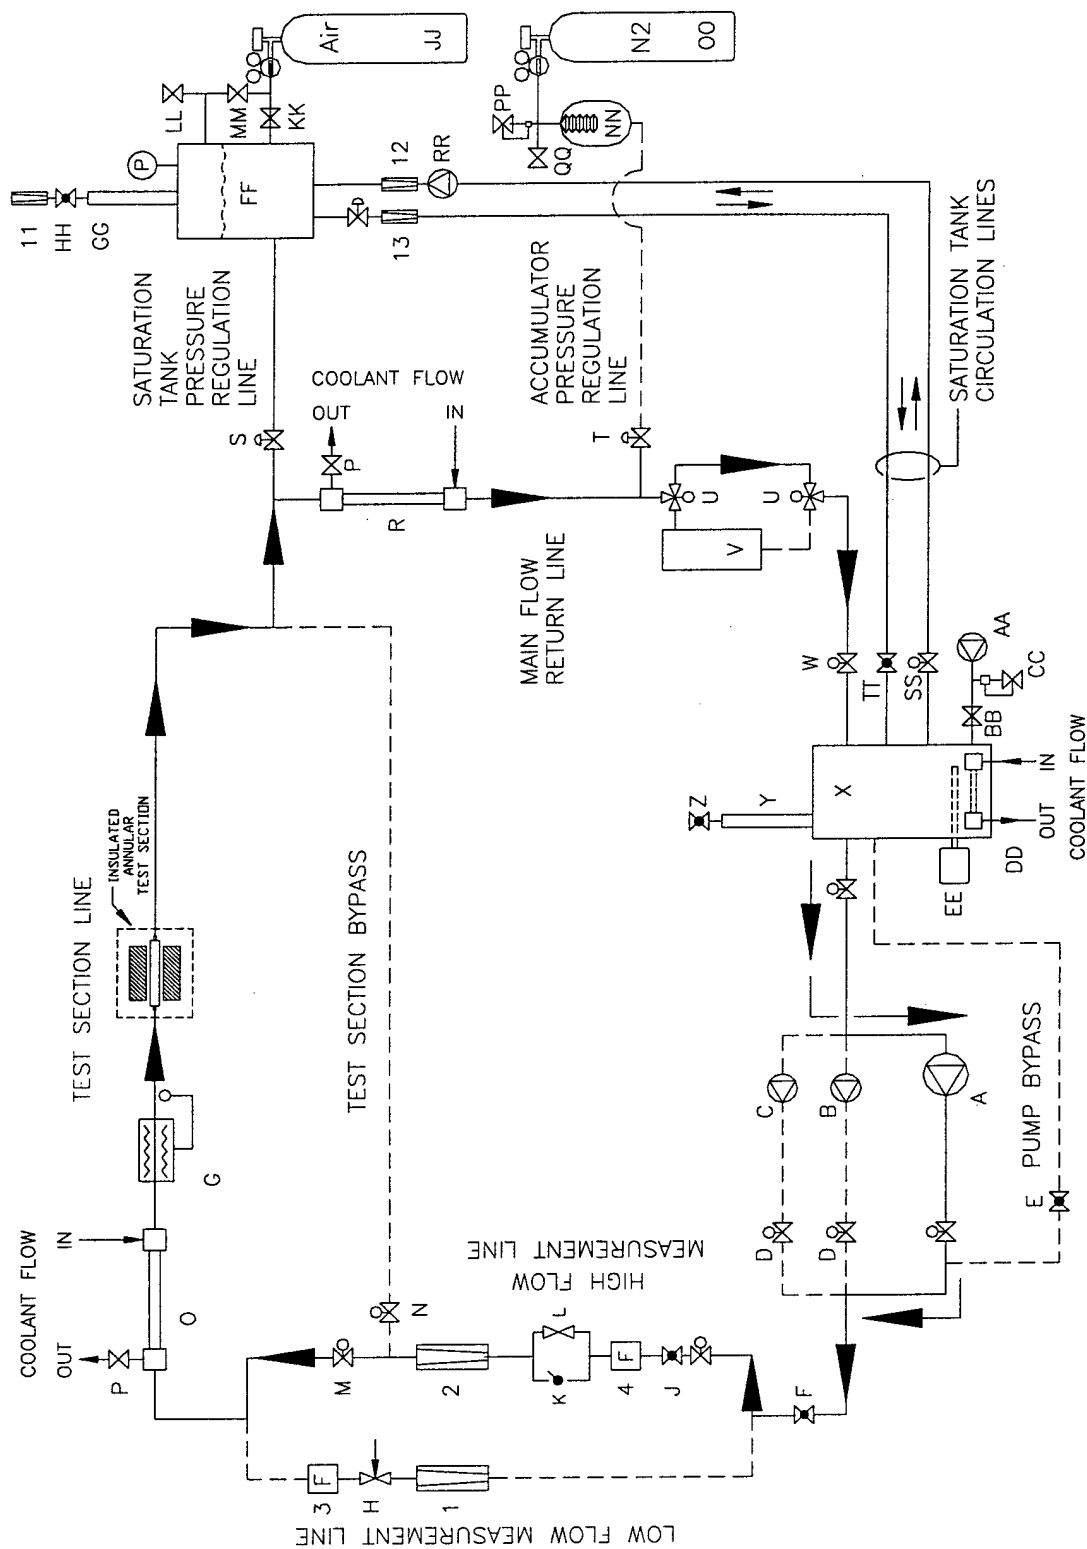 COOLANT FLOW
OUT
IN
P
O
G
TEST SECTION LINE
INSULATED
ANNULAR
TEST SECTION
11
HH
GG
P
LL
MM
KK
Air
JJ
FF
SATURATION
TANK
PRESSURE
REGULATION
LINE
S
12
RR
13
COOLANT FLOW
OUT
IN
P
R
LOW FLOW MEASUREMENT LINE
3
F
H
1
M
N
2
TEST SECTION BYPASS
HIGH FLOW
MEASUREMENT LINE
K
L
4
F
J
F
MAIN FLOW
RETURN LINE
ACCUMULATOR
PRESSURE
REGULATION
LINE
T
PP
QQ
NN
N2
OO
U
U
V
W
TT
SS
SATURATION TANK
CIRCULATION LINES
Z
Y
X
AA
BB
CC
EE
DD
OUT
IN
COOLANT FLOW
C
B
A
D
D
E
PUMP BYPASS